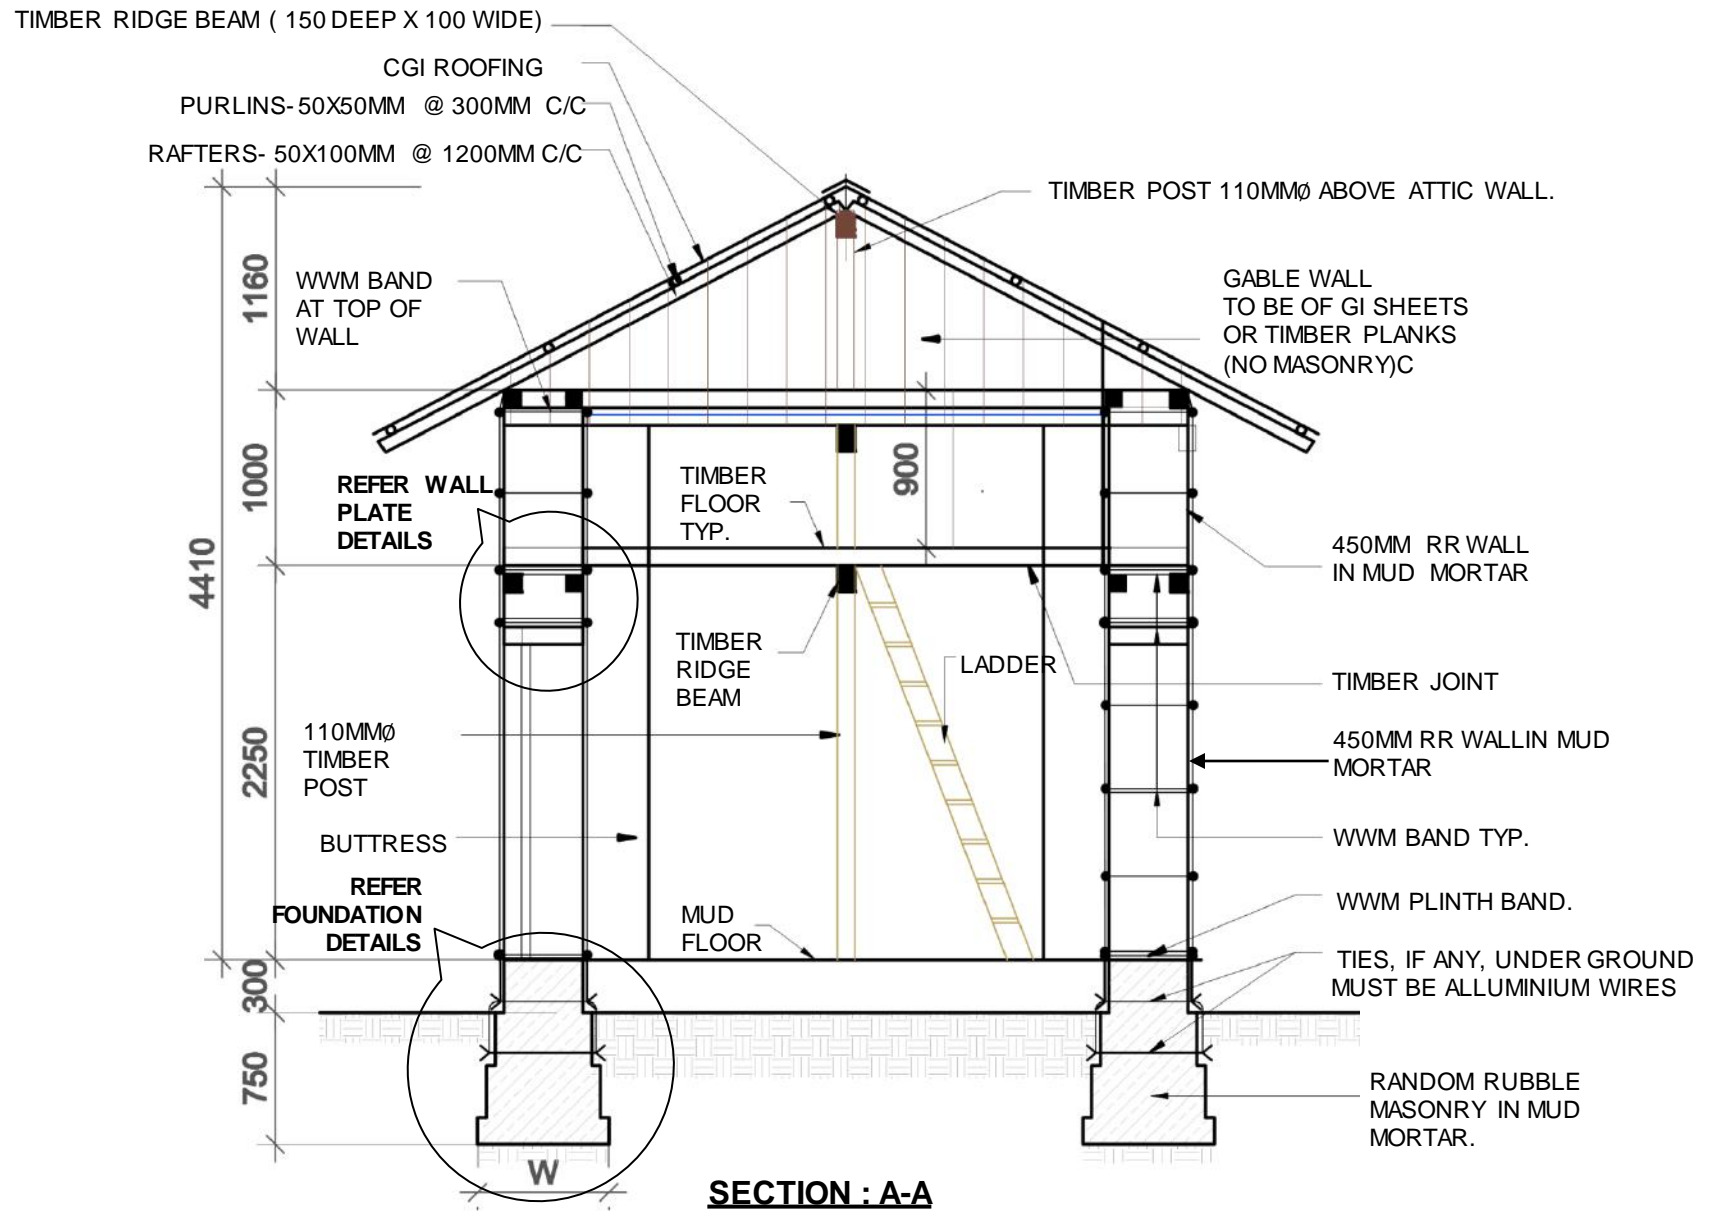 TIMBER RIDGE BEAM ( 150 DEEP X 100 WIDE)
CGI ROOFING
PURLINS- 50X50MM @ 300MM C/C
RAFTERS- 50X100MM @ 1200MM C/C
TIMBER POST 110MMØ ABOVE ATTIC WALL.
WWM BAND
AT TOP OF
WALL
GABLE WALL
TO BE OF GI SHEETS
OR TIMBER PLANKS
(NO MASONRY)C
1160
1000
4410
2250
300
750
900
REFER WALL
PLATE
DETAILS
TIMBER
FLOOR
TYP.
450MM RR WALL
IN MUD MORTAR
TIMBER
RIDGE
BEAM
LADDER
TIMBER JOINT
110MMØ
TIMBER
POST
450MM RR WALLIN MUD
MORTAR
BUTTRESS
WWM BAND TYP.
REFER
FOUNDATION
DETAILS
MUD
FLOOR
WWM PLINTH BAND.
TIES, IF ANY, UNDER GROUND
MUST BE ALLUMINIUM WIRES
RANDOM RUBBLE
MASONRY IN MUD
MORTAR.
W
SECTION : A-A